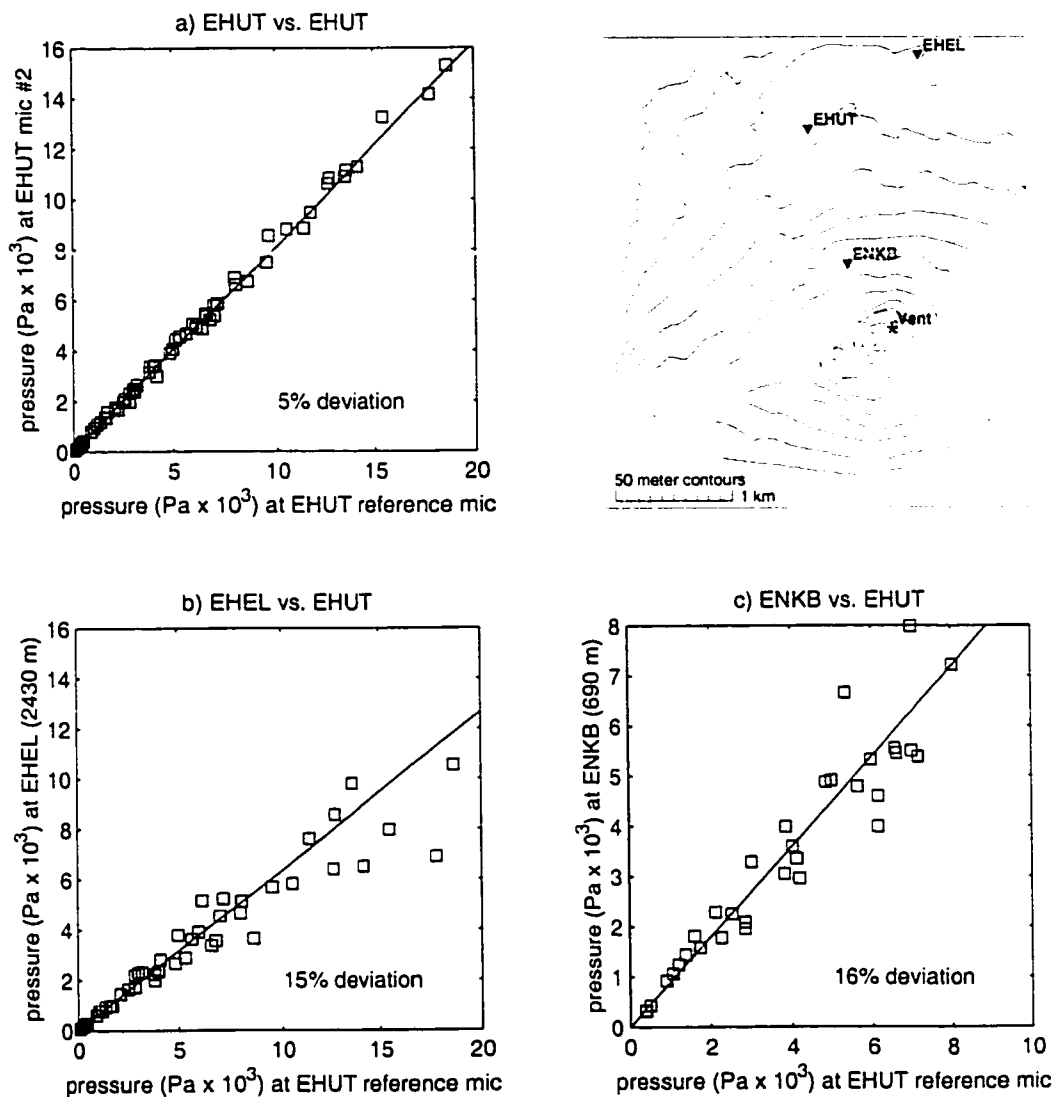 a) EHUT vs. EHUT
16
14
12
10
8
6
4
2
0
pressure (Pa x 10³) at EHUT mic #2
5% deviation
0 5 10 15 20
pressure (Pa x 10³) at EHUT reference mic
EHEL
EHUT
ENKB
Vent
50 meter contours
1 km
b) EHEL vs. EHUT
16
14
12
10
8
6
4
2
0
pressure (Pa x 10³) at EHEL (2430 m)
15% deviation
0 5 10 15 20
pressure (Pa x 10³) at EHUT reference mic
c) ENKB vs. EHUT
8
7
6
5
4
3
2
1
0
pressure (Pa x 10³) at ENKB (690 m)
16% deviation
0 2 4 6 8 10
pressure (Pa x 10³) at EHUT reference mic